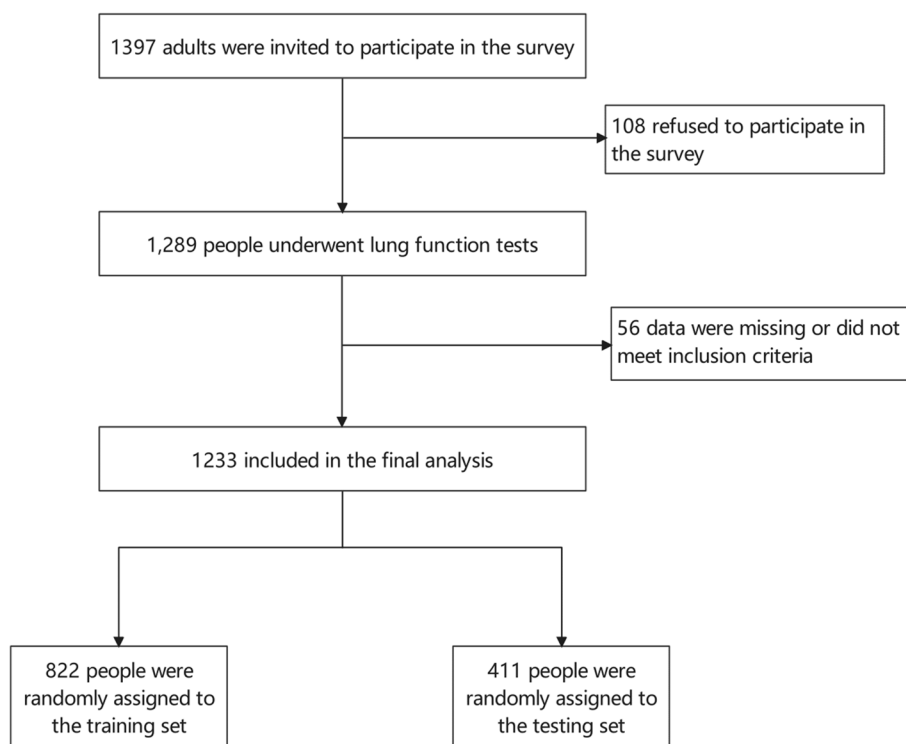 1397 adults were invited to participate in the survey
108 refused to participate in
the survey
1,289 people underwent lung function tests
56 data were missing or did not
meet inclusion criteria
1233 included in the final analysis
822 people were
randomly assigned to
the training set
411 people were
randomly assigned to
the testing set